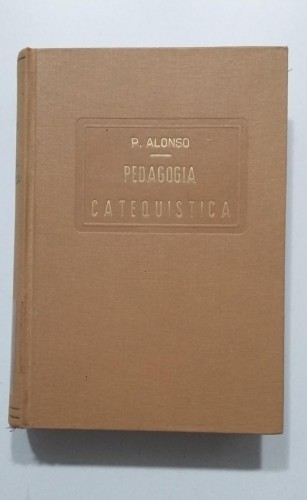 P. ALONSO
PEDAGOGIA
CATEQUISTICA